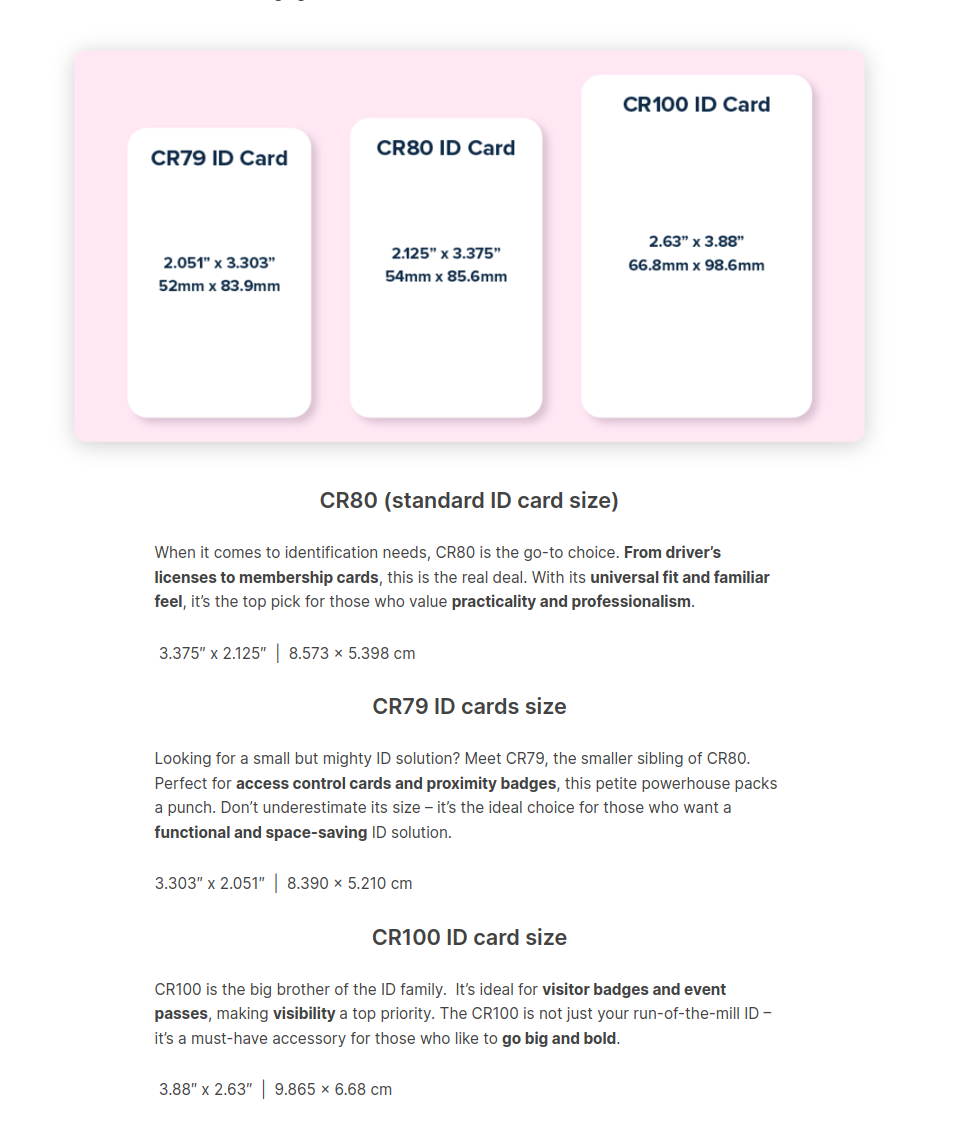 CR79 ID Card
2.051” x 3.303”
52mm x 83.9mm
CR80 ID Card
2.125” x 3.375”
54mm x 85.6mm
CR100 ID Card
2.63” x 3.88”
66.8mm x 98.6mm
CR80 (standard ID card size)
When it comes to identification needs, CR80 is the go-to choice. From driver’s
licenses to membership cards, this is the real deal. With its universal fit and familiar
feel, it’s the top pick for those who value practicality and professionalism.
3.375″ x 2.125″ | 8.573 × 5.398 cm
CR79 ID cards size
Looking for a small but mighty ID solution? Meet CR79, the smaller sibling of CR80.
Perfect for access control cards and proximity badges, this petite powerhouse packs
a punch. Don’t underestimate its size – it’s the ideal choice for those who want a
functional and space-saving ID solution.
3.303″ x 2.051″ | 8.390 × 5.210 cm
CR100 ID card size
CR100 is the big brother of the ID family. It’s ideal for visitor badges and event
passes, making visibility a top priority. The CR100 is not just your run-of-the-mill ID –
it’s a must-have accessory for those who like to go big and bold.
3.88″ x 2.63″ | 9.865 × 6.68 cm